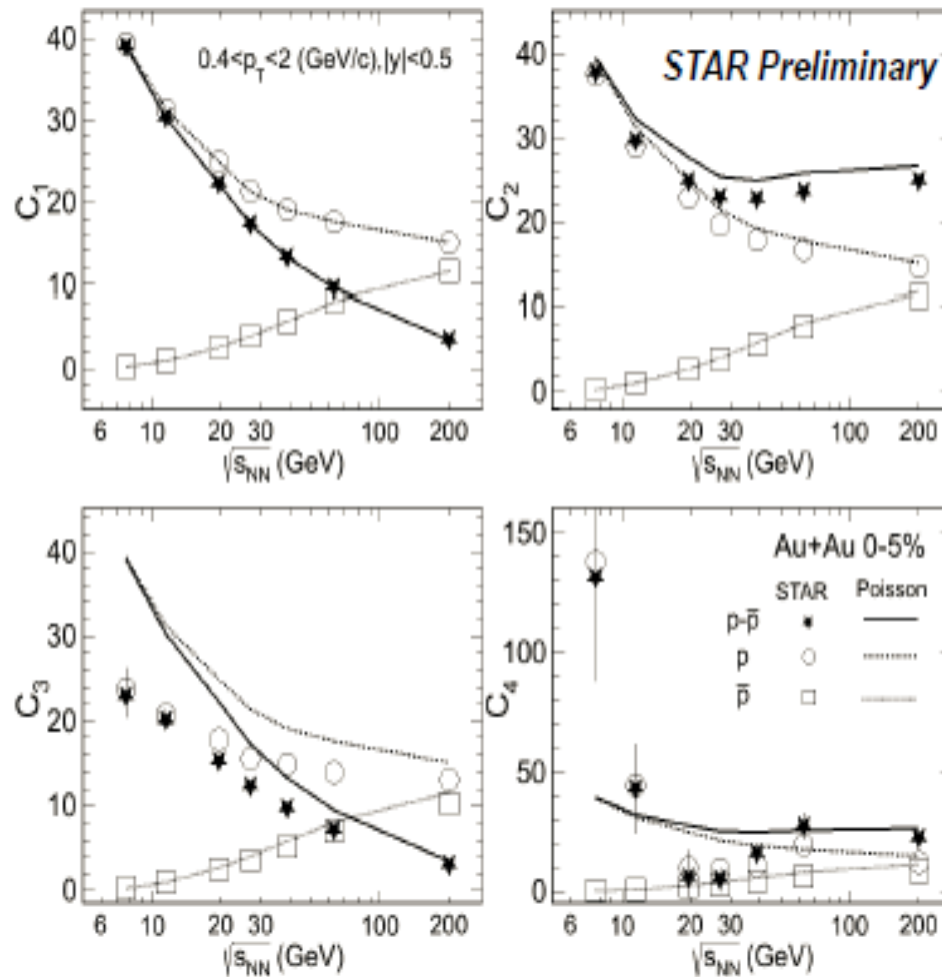 0.4<p_T<2 (GeV/c),|y|<0.5
C_1
40
30
20
10
0
6 10 20 30 100 200
√s_NN (GeV)
STAR Preliminary
C_2
40
30
20
10
0
6 10 20 30 100 200
√s_NN (GeV)
C_3
40
30
20
10
0
6 10 20 30 100 200
√s_NN (GeV)
Au+Au 0-5%
STAR Poisson
p-p̅
p
p̅
C_4
150
100
50
0
6 10 20 30 100 200
√s_NN (GeV)